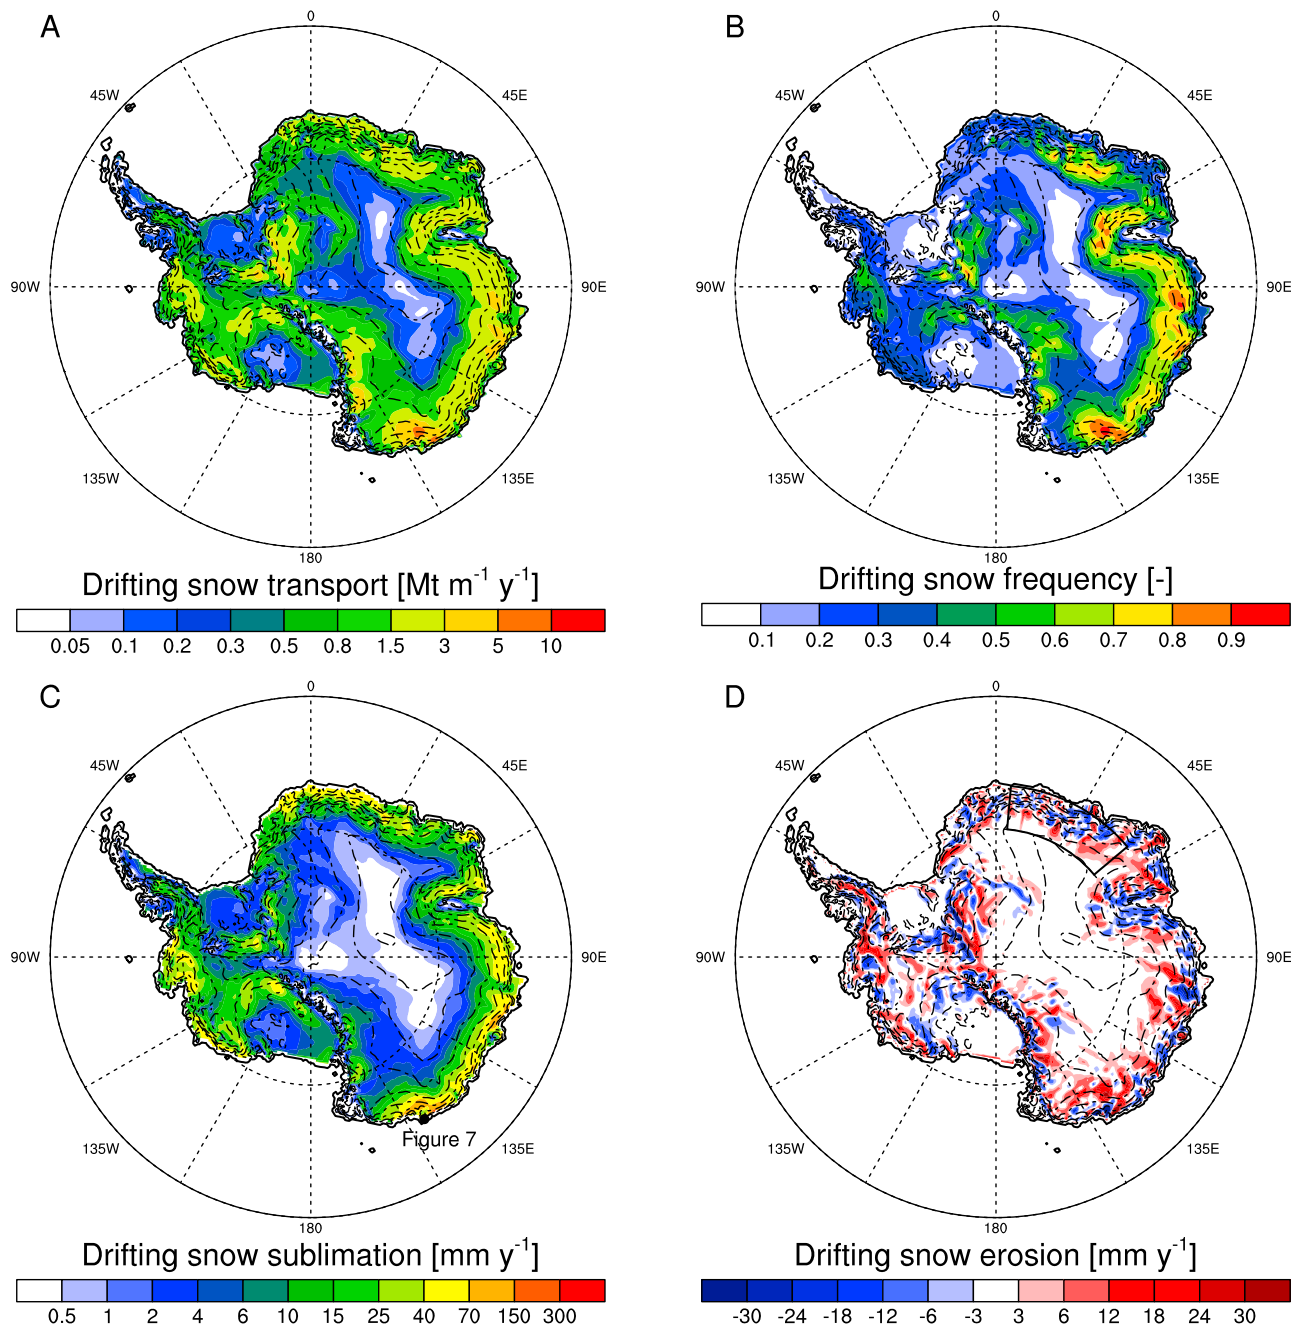 A
0
45W
45E
90W
90E
135W
135E
180
Drifting snow transport [Mt m-1 y-1]
0.05 0.1 0.2 0.3 0.5 0.8 1.5 3 5 10
B
0
45W
45E
90W
90E
135W
135E
180
Drifting snow frequency [-]
0.1 0.2 0.3 0.4 0.5 0.6 0.7 0.8 0.9
C
0
45W
45E
90W
90E
135W
135E
Figure 7
180
Drifting snow sublimation [mm y-1]
0.5 1 2 4 6 10 15 25 40 70 150 300
D
0
45W
45E
90W
90E
135W
135E
180
Drifting snow erosion [mm y-1]
-30 -24 -18 -12 -6 -3 3 6 12 18 24 30